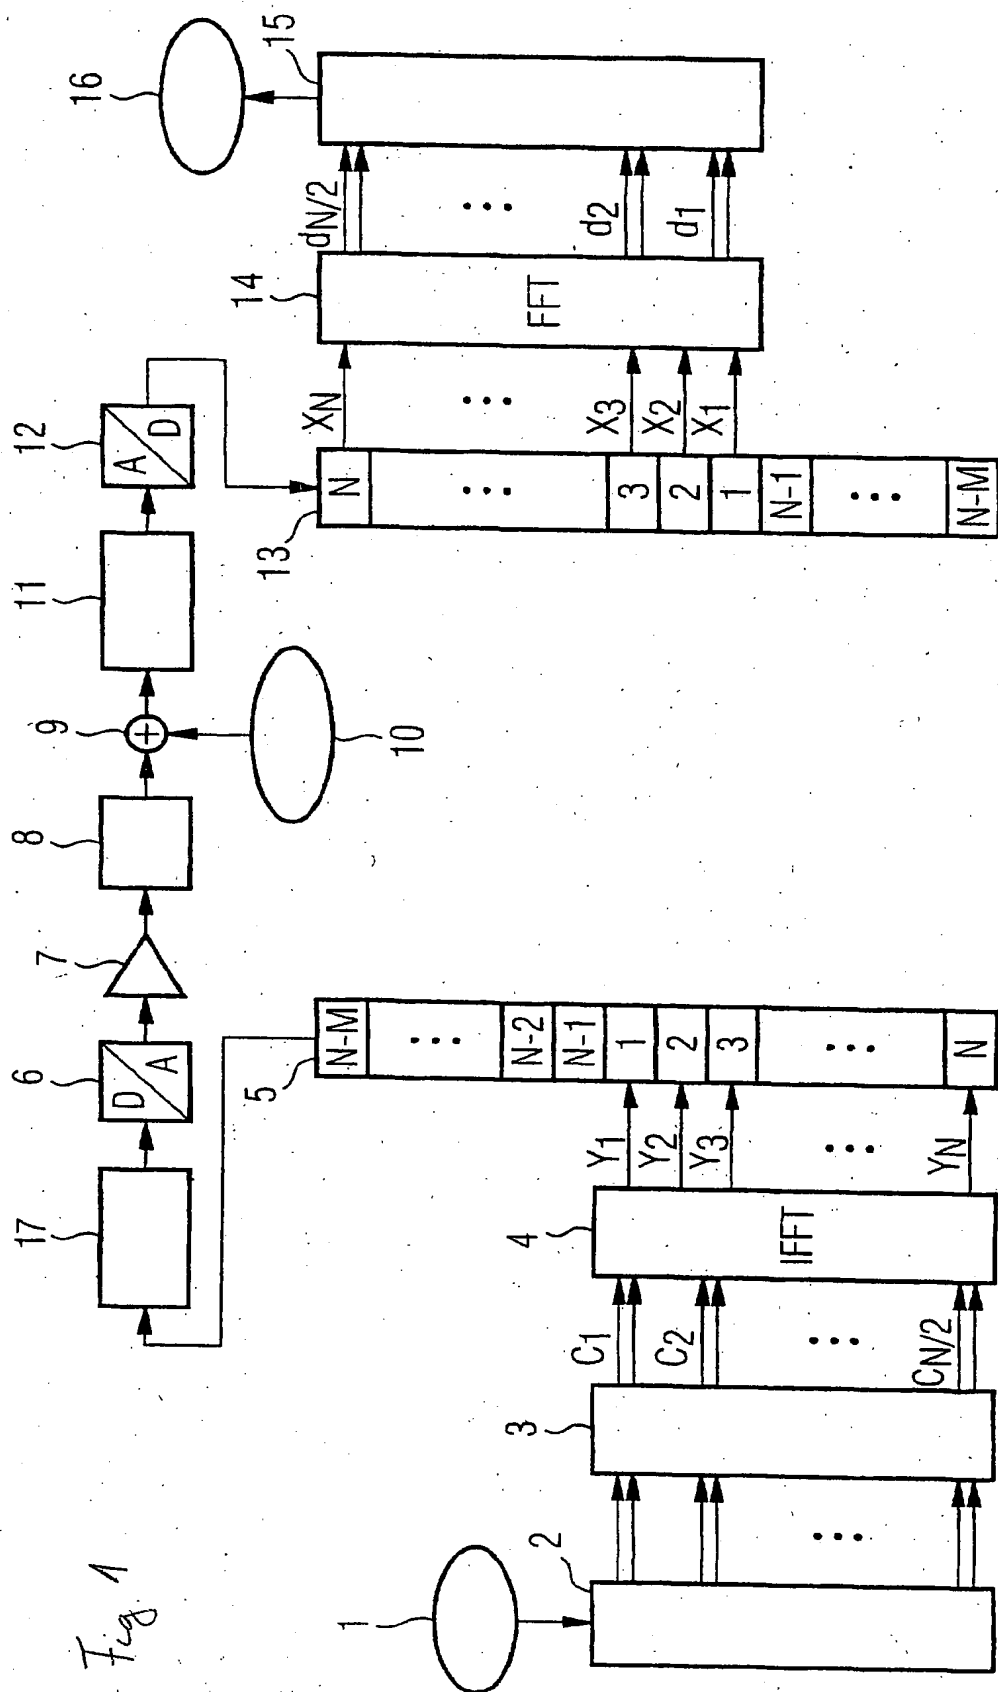 Fig. 1
1
2
3
C1
C2
CN/2
4
IFFT
Y1
Y2
Y3
YN
5
N-M
N-2
N-1
1
2
3
N
17
6
D
A
7
8
9
+
10
11
12
A
D
13
N
3
2
1
N-1
N-M
XN
X3
X2
X1
14
FFT
dN/2
d2
d1
15
16